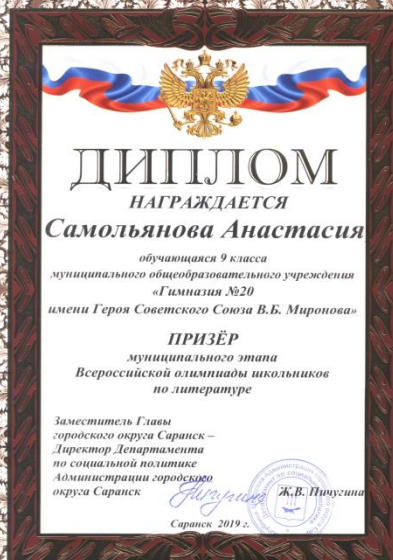 ДИПЛОМ
НАГРАЖДАЕТСЯ
Самольянова Анастасия
обучающаяся 9 класса
муниципального общеобразовательного учреждения
«Гимназия №20
имени Героя Советского Союза В.Б. Миронова»
ПРИЗЁР
муниципального этапа
Всероссийской олимпиады школьников
по литературе
Заместитель Главы
городского округа Саранск –
Директор Департамента
по социальной политике
Администрации городского
округа Саранск Ж.В. Пичугина
Саранск 2019 г.